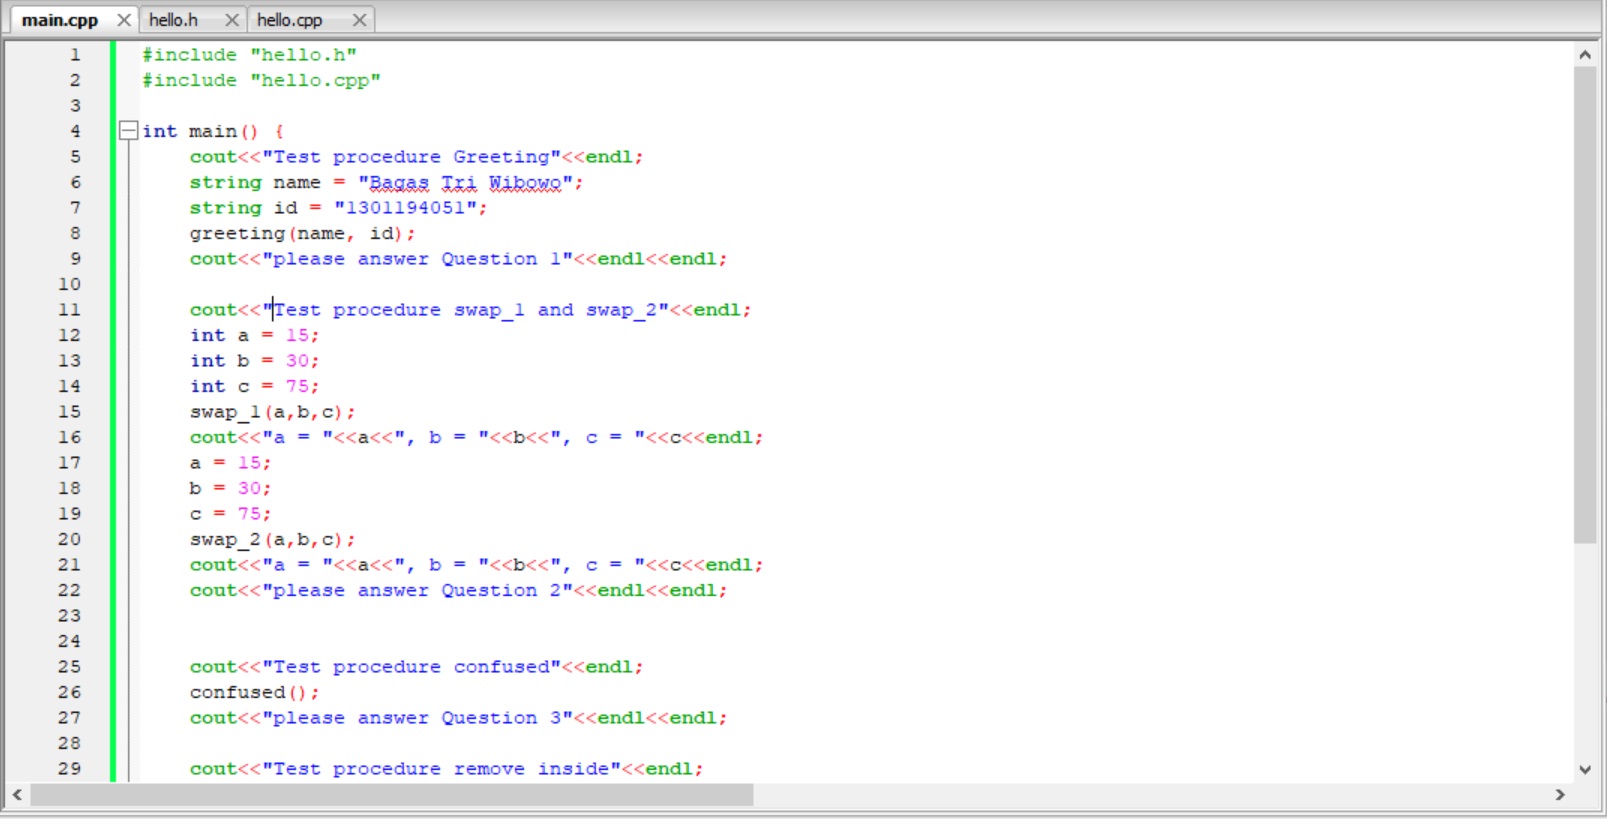 main.cpp hello.h hello.cpp
1 #include "hello.h"
2 #include "hello.cpp"
3
4 int main() {
5 cout<<"Test procedure Greeting"<<endl;
6 string name = "Bagas Tri Wibowo";
7 string id = "1301194051";
8 greeting(name, id);
9 cout<<"please answer Question 1"<<endl<<endl;
10
11 cout<<"Test procedure swap_1 and swap_2"<<endl;
12 int a = 15;
13 int b = 30;
14 int c = 75;
15 swap_1(a,b,c);
16 cout<<"a = "<<a<<", b = "<<b<<", c = "<<c<<endl;
17 a = 15;
18 b = 30;
19 c = 75;
20 swap_2(a,b,c);
21 cout<<"a = "<<a<<", b = "<<b<<", c = "<<c<<endl;
22 cout<<"please answer Question 2"<<endl<<endl;
23
24
25 cout<<"Test procedure confused"<<endl;
26 confused();
27 cout<<"please answer Question 3"<<endl<<endl;
28
29 cout<<"Test procedure remove inside"<<endl;